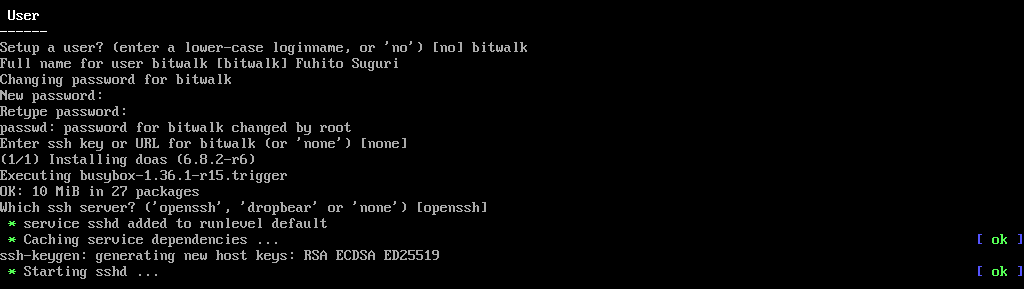 User
------
Setup a user? (enter a lower-case loginname, or 'no') [no] bitwalk
Full name for user bitwalk [bitwalk] Fuhito Suguri
Changing password for bitwalk
New password:
Retype password:
passwd: password for bitwalk changed by root
Enter ssh key or URL for bitwalk (or 'none') [none]
(1/1) Installing doas (6.8.2-r6)
Executing busybox-1.36.1-r15.trigger
OK: 10 MiB in 27 packages
Which ssh server? ('openssh', 'dropbear' or 'none') [openssh]
* service sshd added to runlevel default
* Caching service dependencies ... [ ok ]
ssh-keygen: generating new host keys: RSA ECDSA ED25519
* Starting sshd ... [ ok ]